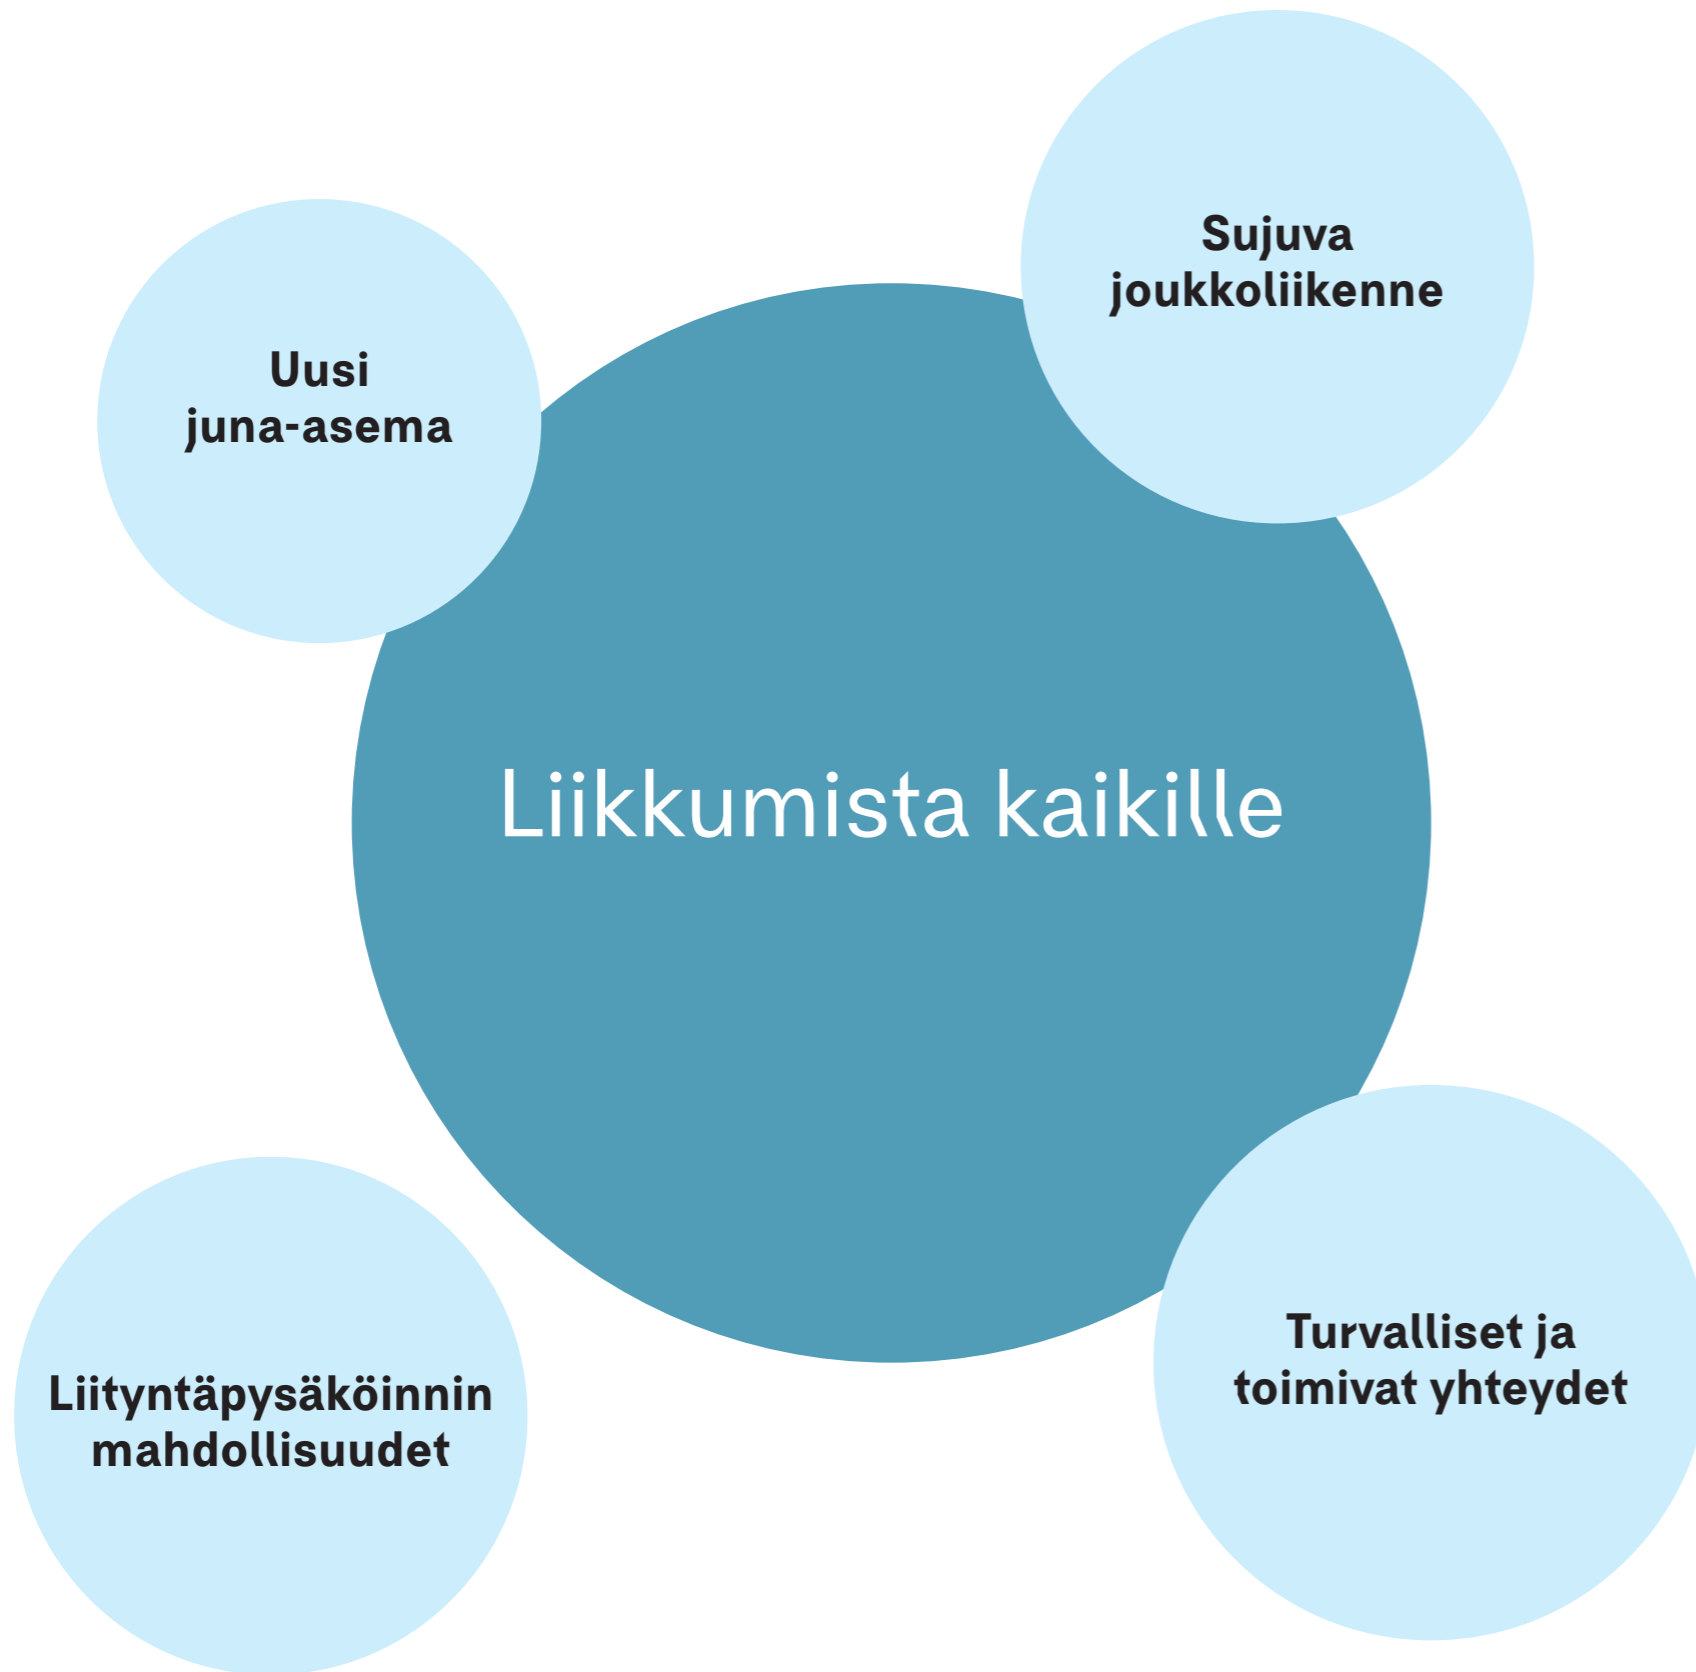 Sujuva
joukkoliikenne
Uusi
juna-asema
Liikkumista kaikille
Turvalliset ja
toimivat yhteydet
Liityntäpysäköinnin
mahdollisuudet